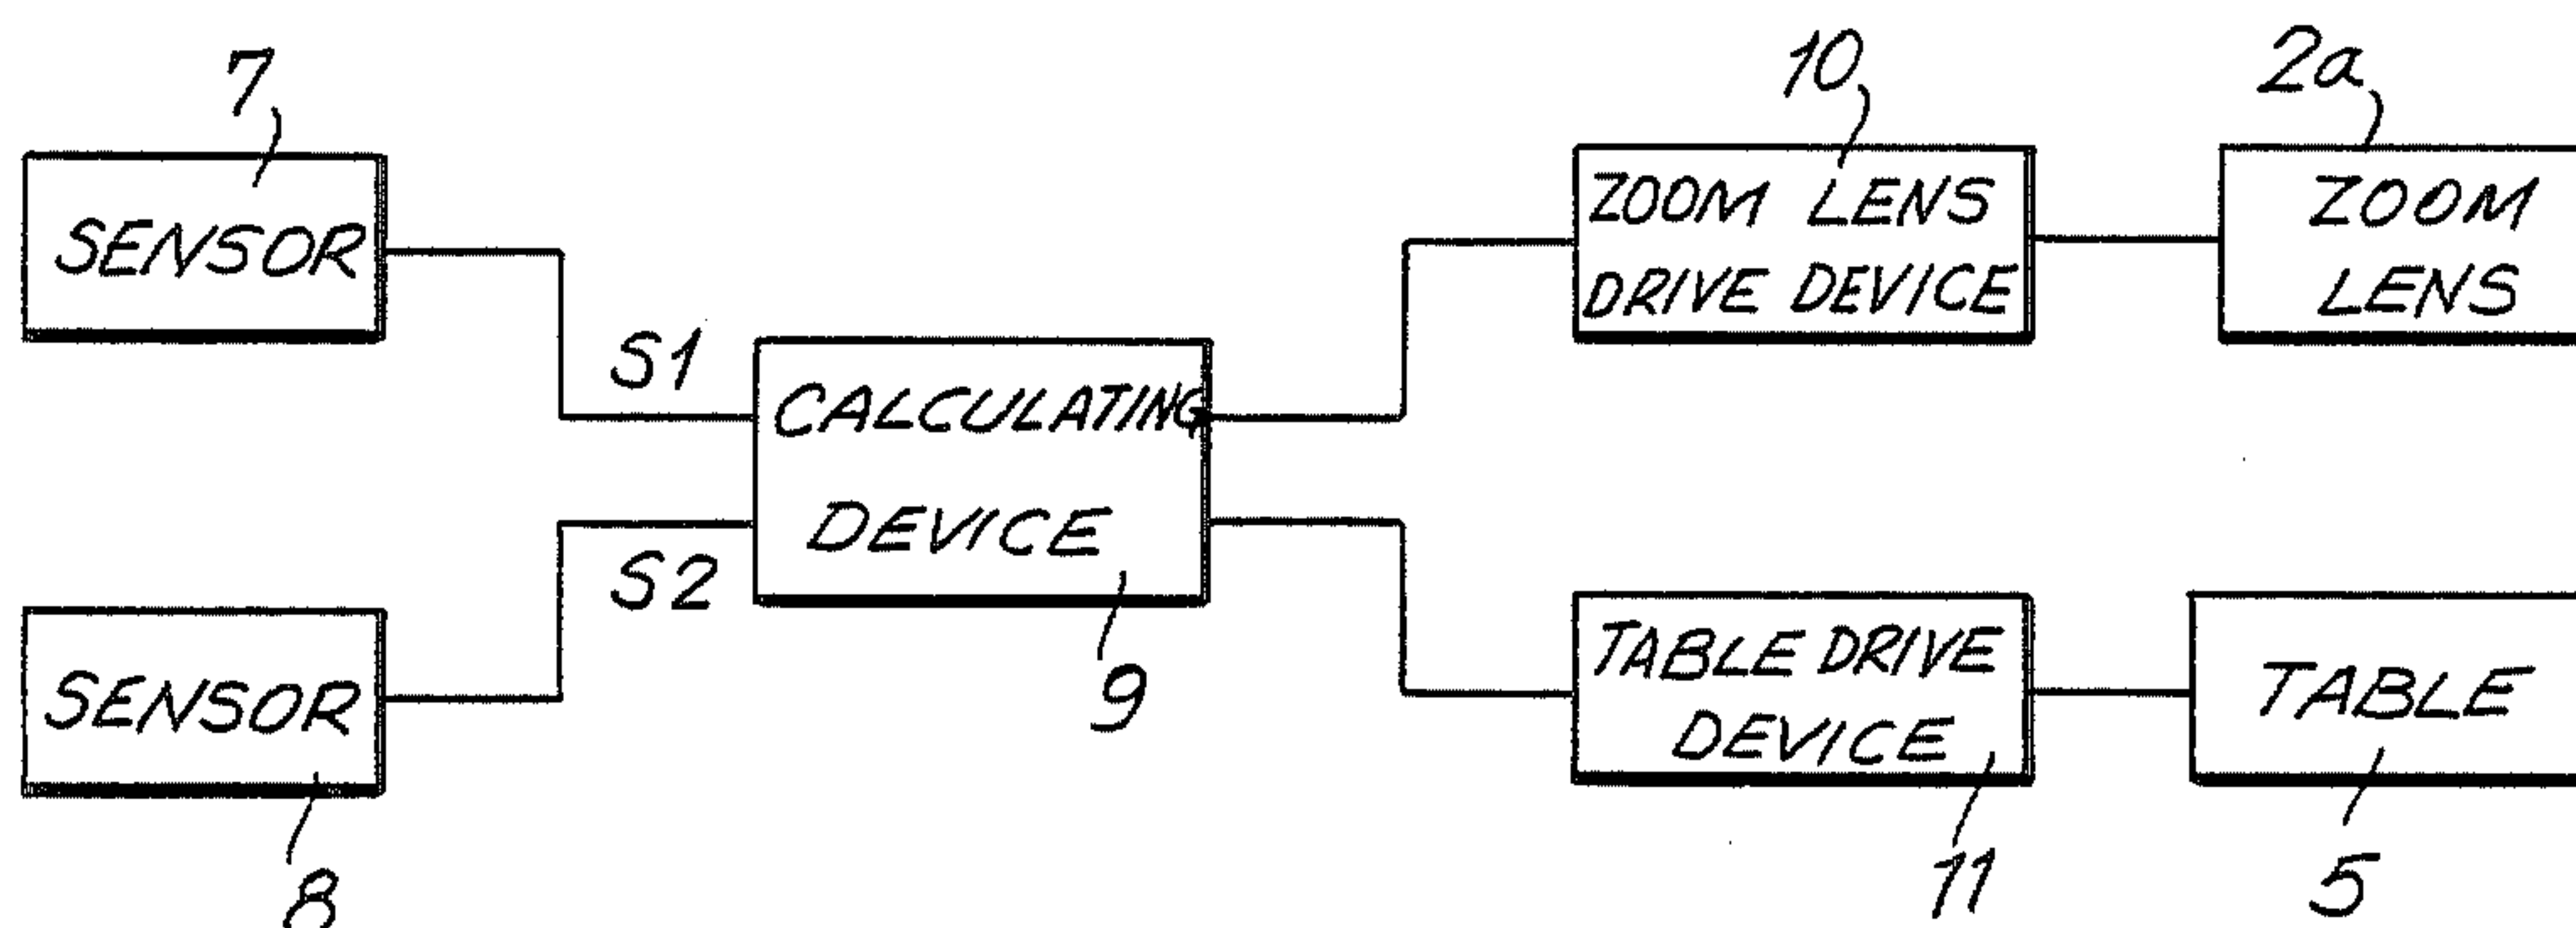 7
10
2a
SENSOR
ZOOM LENS
DRIVE DEVICE
ZOOM
LENS
S1
CALCULATING
DEVICE
S2
9
SENSOR
8
TABLE DRIVE
DEVICE
11
TABLE
5